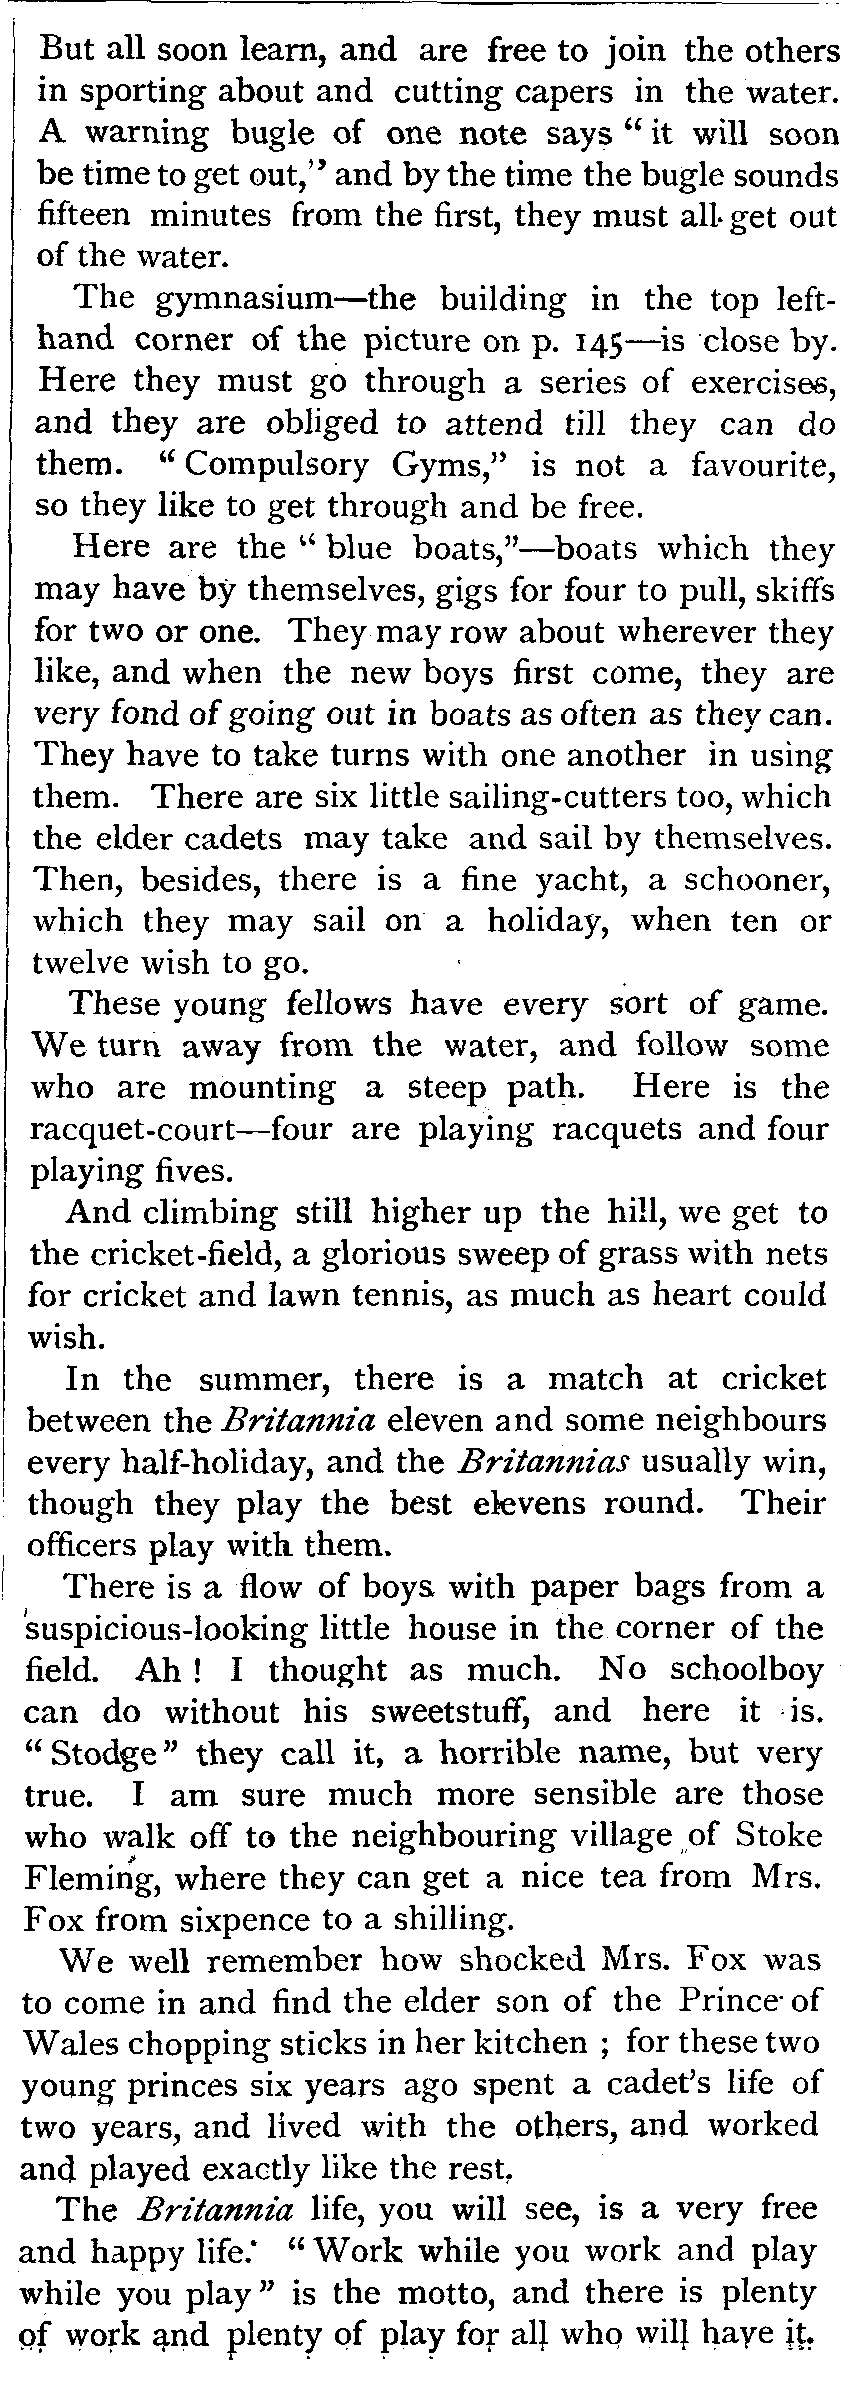 But all soon learn, and are free to join the others
in sporting about and cutting capers in the water.
A warning bugle of one note says “it will soon
be time to get out,” and by the time the bugle sounds
fifteen minutes from the first, they must all get out
of the water.
The gymnasium—the building in the top left-
hand corner of the picture on p. 145—is close by.
Here they must go through a series of exercises,
and they are obliged to attend till they can do
them. “Compulsory Gyms,” is not a favourite,
so they like to get through and be free.
Here are the “blue boats,”—boats which they
may have by themselves, gigs for four to pull, skiffs
for two or one. They may row about wherever they
like, and when the new boys first come, they are
very fond of going out in boats as often as they can.
They have to take turns with one another in using
them. There are six little sailing-cutters too, which
the elder cadets may take and sail by themselves.
Then, besides, there is a fine yacht, a schooner,
which they may sail on a holiday, when ten or
twelve wish to go.
These young fellows have every sort of game.
We turn away from the water, and follow some
who are mounting a steep path. Here is the
racquet-court—four are playing racquets and four
playing fives.
And climbing still higher up the hill, we get to
the cricket-field, a glorious sweep of grass with nets
for cricket and lawn tennis, as much as heart could
wish.
In the summer, there is a match at cricket
between the Britannia eleven and some neighbours
every half-holiday, and the Britannias usually win,
though they play the best elevens round. Their
officers play with them.
There is a flow of boys with paper bags from a
suspicious-looking little house in the corner of the
field. Ah! I thought as much. No schoolboy
can do without his sweetstuff, and here it is.
“Stodge” they call it, a horrible name, but very
true. I am sure much more sensible are those
who walk off to the neighbouring village of Stoke
Fleming, where they can get a nice tea from Mrs.
Fox from sixpence to a shilling.
We well remember how shocked Mrs. Fox was
to come in and find the elder son of the Prince of
Wales chopping sticks in her kitchen; for these two
young princes six years ago spent a cadet's life of
two years, and lived with the others, and worked
and played exactly like the rest.
The Britannia life, you will see, is a very free
and happy life. “Work while you work and play
while you play” is the motto, and there is plenty
of work and plenty of play for all who will have it.